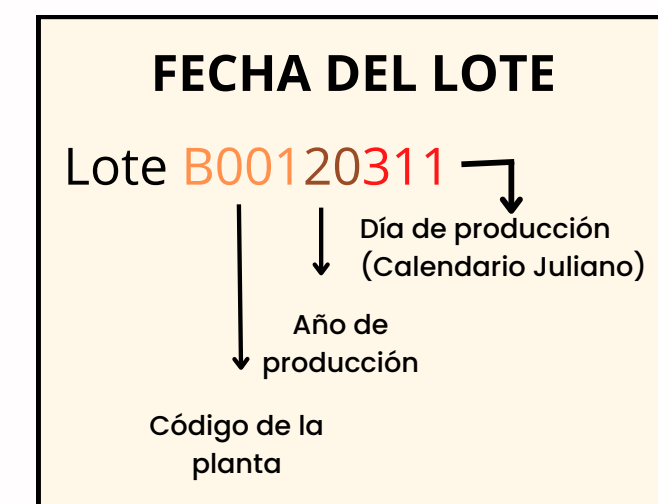 FECHA DEL LOTE
Lote B00120311
Día de producción
(Calendario Juliano)
Año de
producción
Código de la
planta